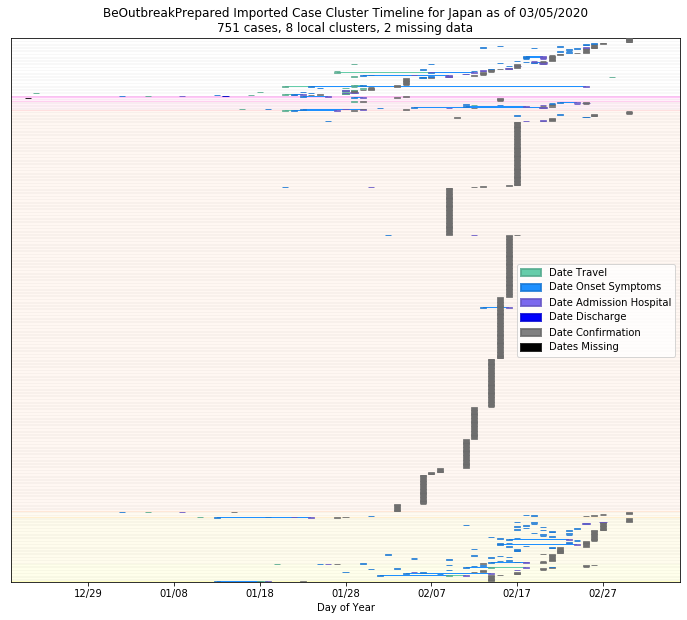 BeOutbreakPrepared Imported Case Cluster Timeline for Japan as of 03/05/2020
751 cases, 8 local clusters, 2 missing data
Date Travel
Date Onset Symptoms
Date Admission Hospital
Date Discharge
Date Confirmation
Dates Missing
12/29 01/08 01/18 01/28 02/07 02/17 02/27
Day of Year